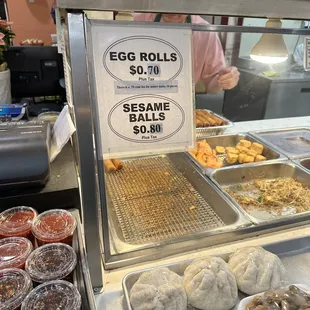 EGG ROLLS
$0.70
Plus Tax
SESAME
BALLS
$0.80
Plus Tax